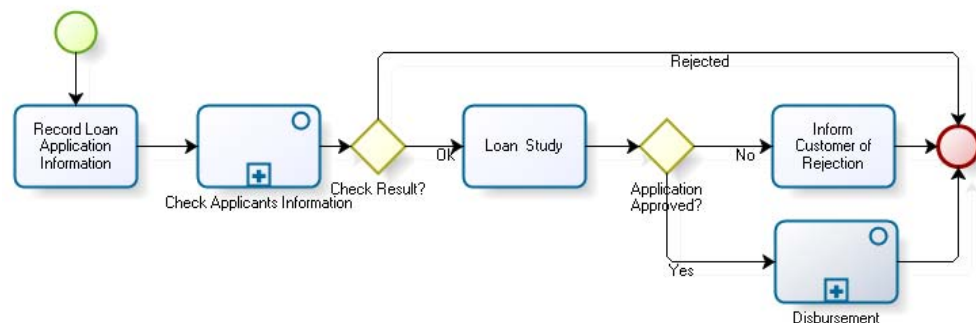 Rejected
Record Loan
Application
Information
Check Applicants Information
Check Result?
OK
Loan Study
Application
Approved?
No
Inform
Customer of
Rejection
Yes
Disbursement